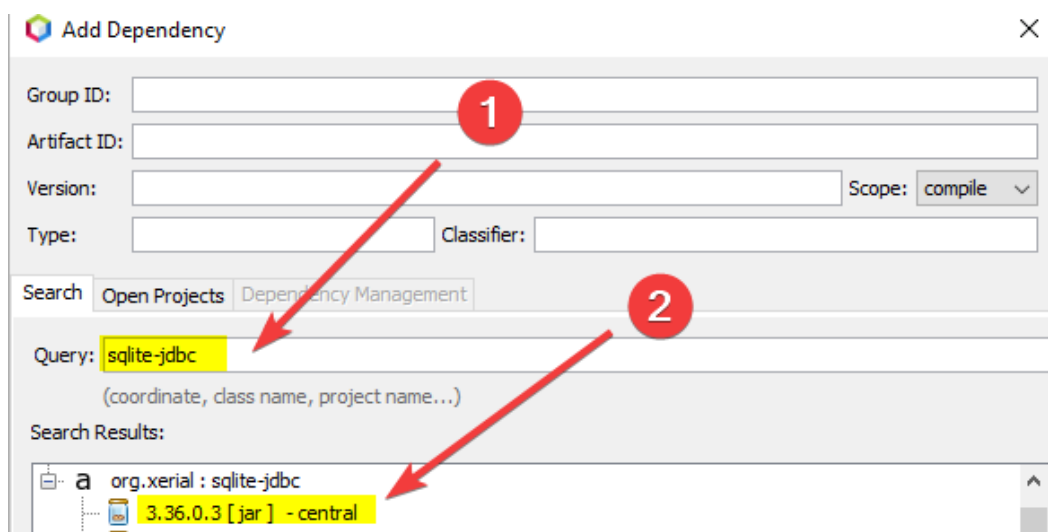 Add Dependency
Group ID:
1
Artifact ID:
Version: Scope: compile
Type: Classifier:
Search Open Projects Dependency Management
2
Query: sqlite-jdbc
(coordinate, class name, project name...)
Search Results:
a org.xerial : sqlite-jdbc
3.36.0.3 [ jar ] - central